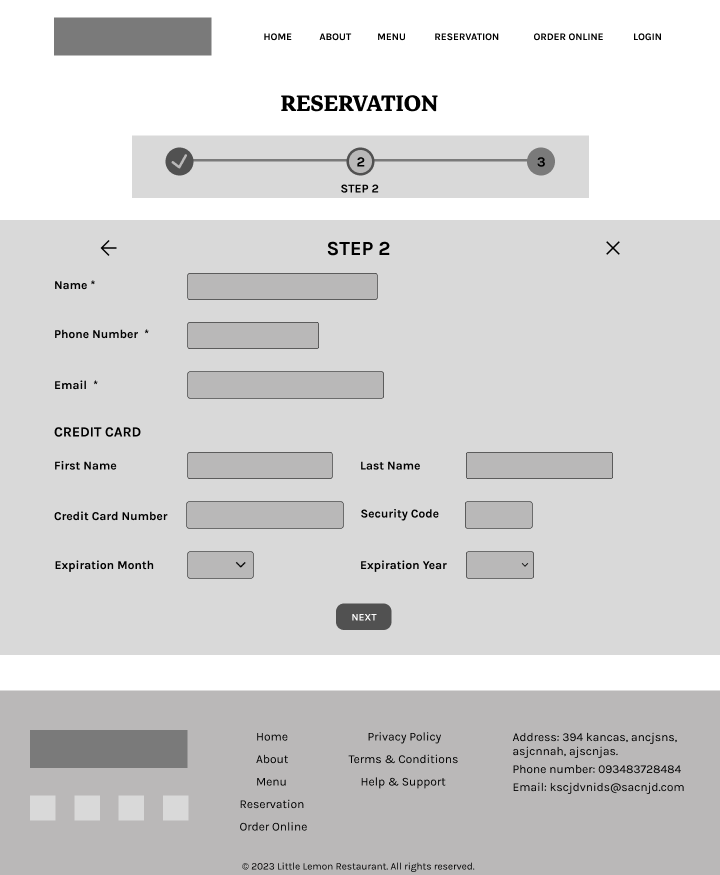 HOME ABOUT MENU RESERVATION ORDER ONLINE LOGIN
RESERVATION
2 3
STEP 2
STEP 2
Name *
Phone Number *
Email *
CREDIT CARD
First Name Last Name
Credit Card Number Security Code
Expiration Month Expiration Year
NEXT
Home
About
Menu
Reservation
Order Online
Privacy Policy
Terms & Conditions
Help & Support
Address: 394 kancas, ancjsns,
asjcnnah, ajscnjas.
Phone number: 093483728484
Email: kscjdvnids@sacnjd.com
© 2023 Little Lemon Restaurant. All rights reserved.